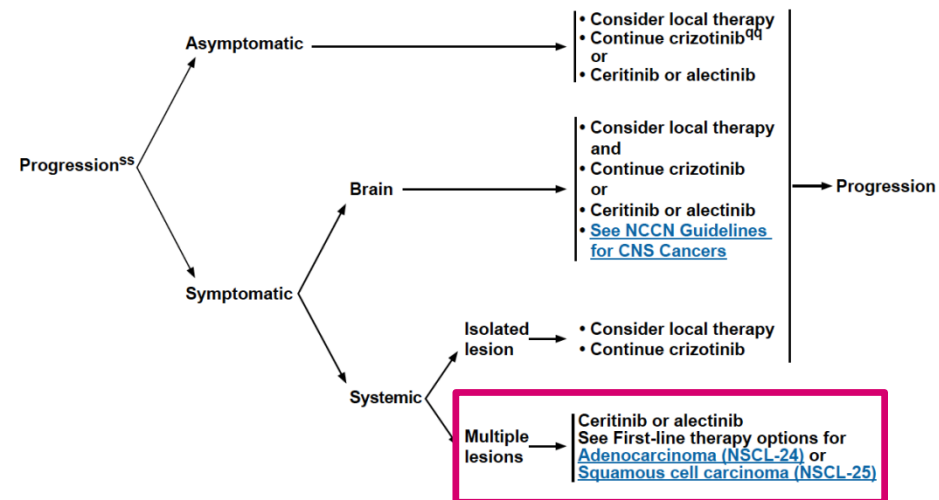 Progressionss
Asymptomatic
• Consider local therapy
• Continue crizotinibqq
or
• Ceritinib or alectinib
Symptomatic
Brain
• Consider local therapy
and
• Continue crizotinib
or
• Ceritinib or alectinib
• See NCCN Guidelines
for CNS Cancers
Progression
Systemic
Isolated
lesion
• Consider local therapy
• Continue crizotinib
Multiple
lesions
Ceritinib or alectinib
See First-line therapy options for
Adenocarcinoma (NSCL-24) or
Squamous cell carcinoma (NSCL-25)